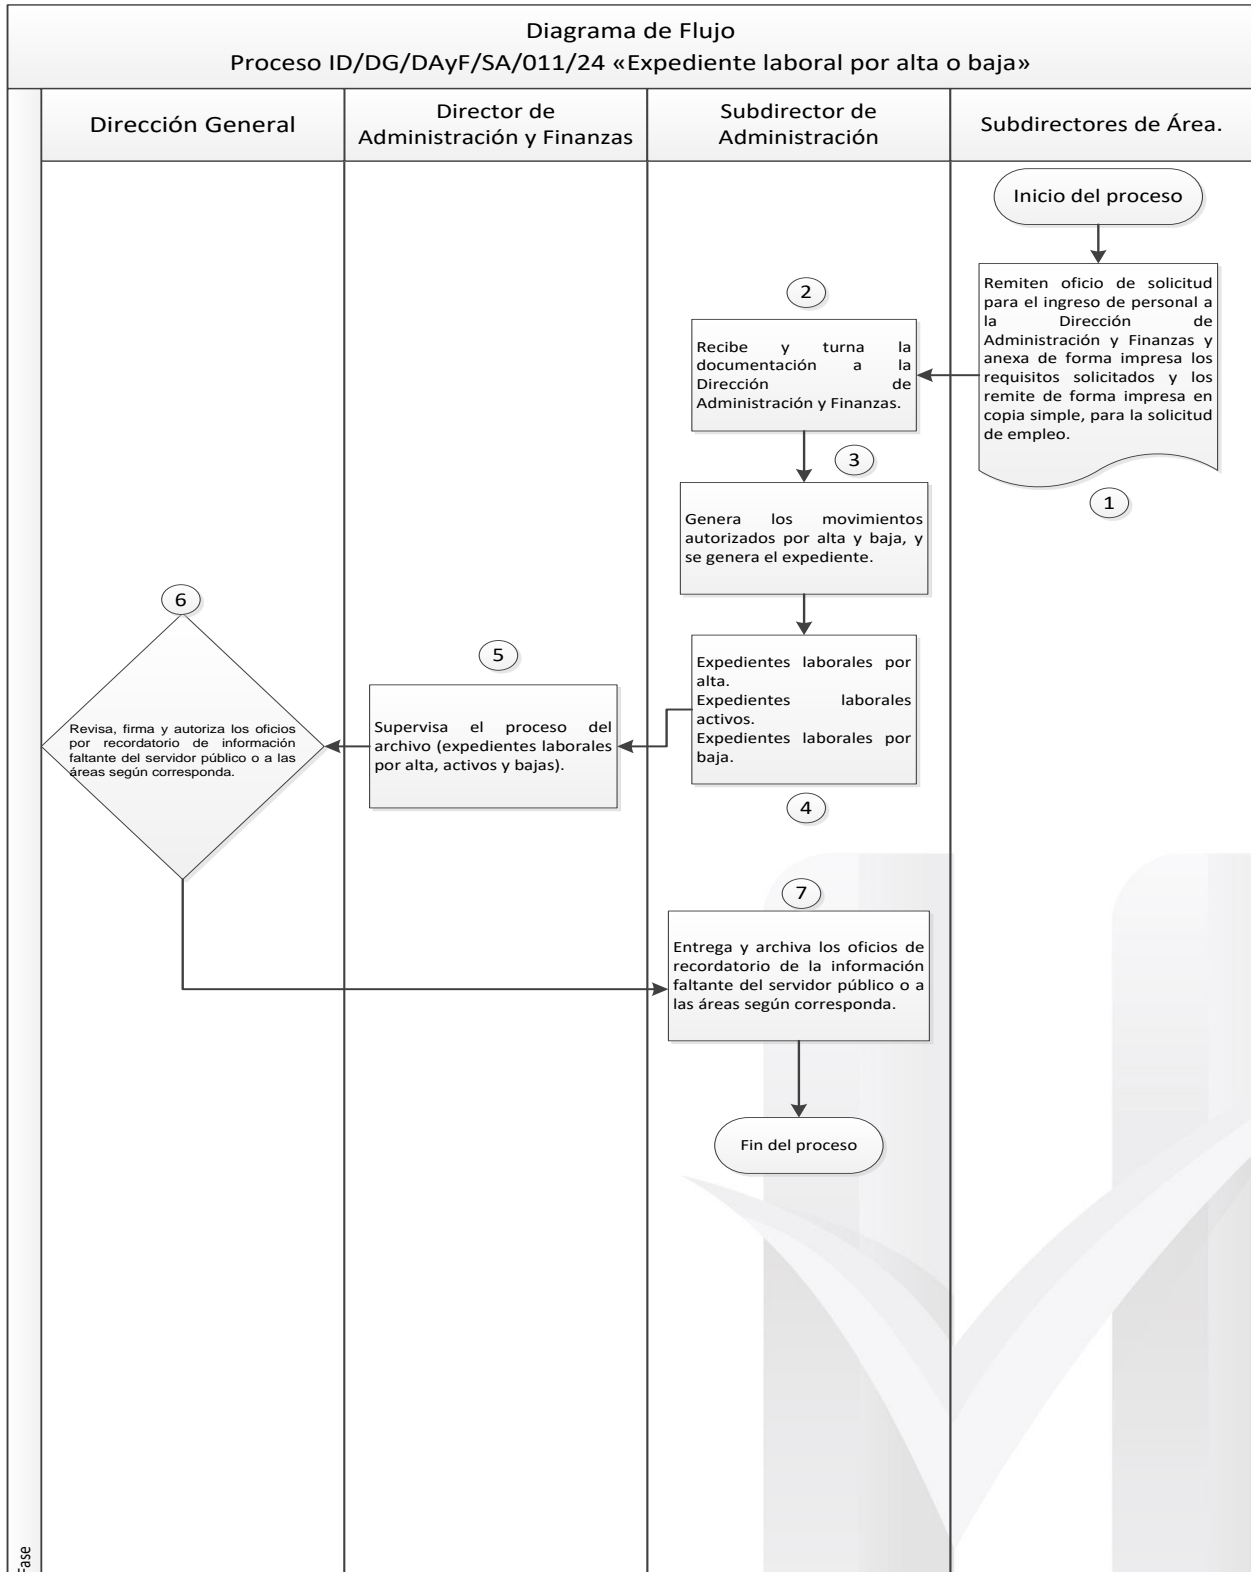 Diagrama de Flujo
Proceso ID/DG/DAyF/SA/011/24 «Expediente laboral por alta o baja»
Dirección General
Director de
Administración y Finanzas
Subdirector de
Administración
Subdirectores de Área.
Inicio del proceso
Remiten oficio de solicitud
para el ingreso de personal a
la Dirección de
Administración y Finanzas y
anexa de forma impresa los
requisitos solicitados y los
remite de forma impresa en
copia simple, para la solicitud
de empleo.
1
2
Recibe y turna la
documentación a la
Dirección de
Administración y Finanzas.
3
Genera los movimientos
autorizados por alta y baja, y
se genera el expediente.
Expedientes laborales por
alta.
Expedientes laborales
activos.
Expedientes laborales por
baja.
4
5
Supervisa el proceso del
archivo (expedientes laborales
por alta, activos y bajas).
6
Revisa, firma y autoriza los oficios
por recordatorio de información
faltante del servidor público o a las
áreas según corresponda.
7
Entrega y archiva los oficios de
recordatorio de la información
faltante del servidor público o a
las áreas según corresponda.
Fin del proceso
Fase